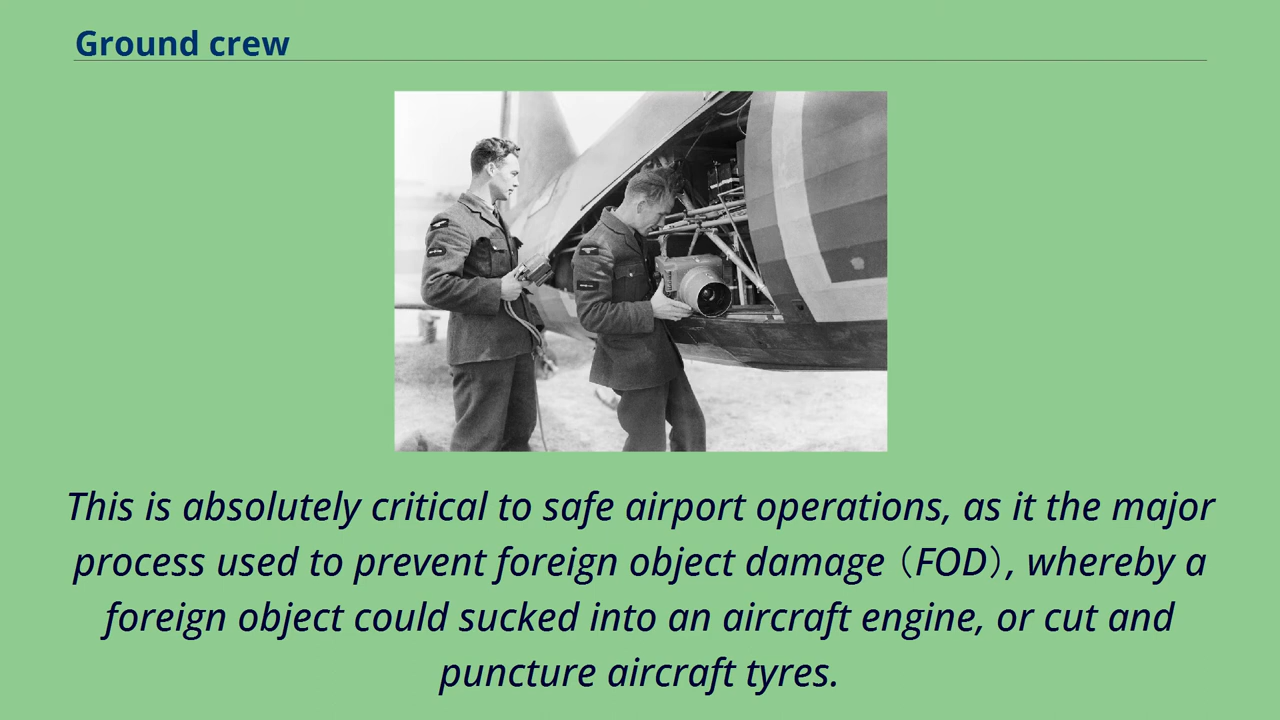 Ground crew
This is absolutely critical to safe airport operations, as it the major
process used to prevent foreign object damage（FOD）, whereby a
foreign object could sucked into an aircraft engine, or cut and
puncture aircraft tyres.